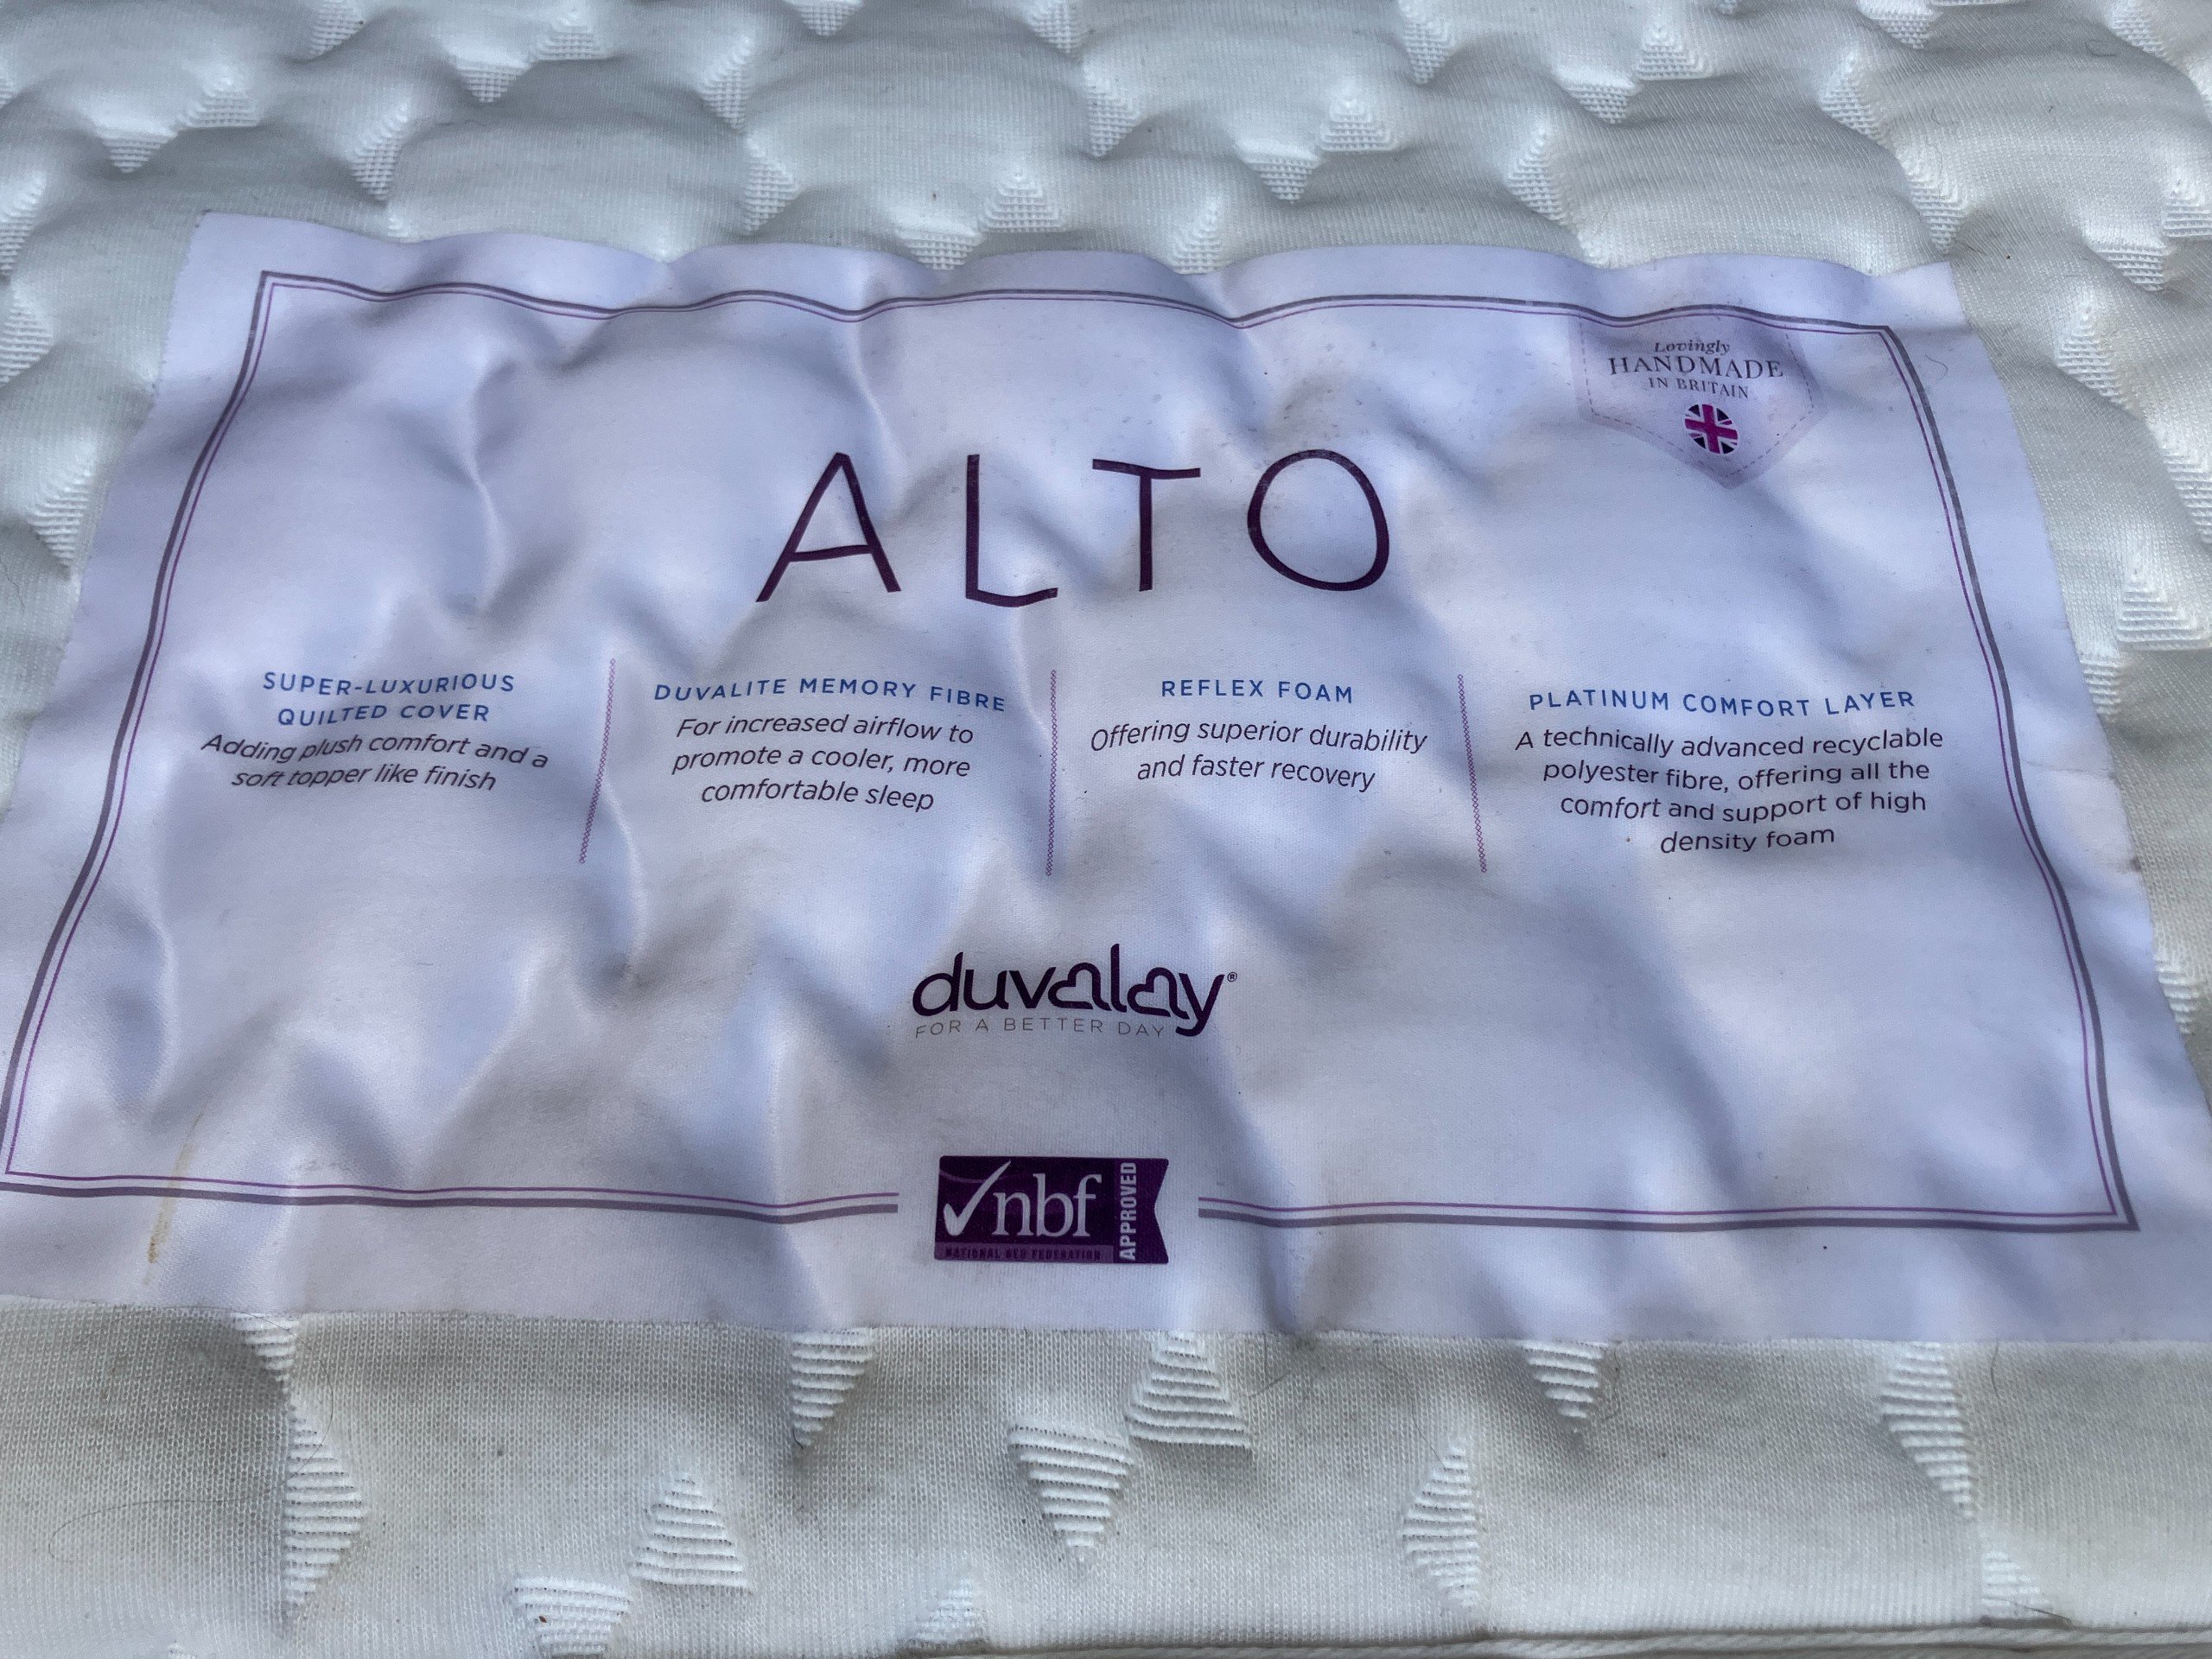 Lovingly
HANDMADE
IN BRITAIN
ALTO
SUPER-LUXURIOUS
QUILTED COVER
Adding plush comfort and a
soft topper like finish
DUVALITE MEMORY FIBRE
For increased airflow to
promote a cooler, more
comfortable sleep
REFLEX FOAM
Offering superior durability
and faster recovery
PLATINUM COMFORT LAYER
A technically advanced recyclable
polyester fibre, offering all the
comfort and support of high
density foam
duvalay®
FOR A BETTER DAY
nbf
NATIONAL BED FEDERATION
APPROVED